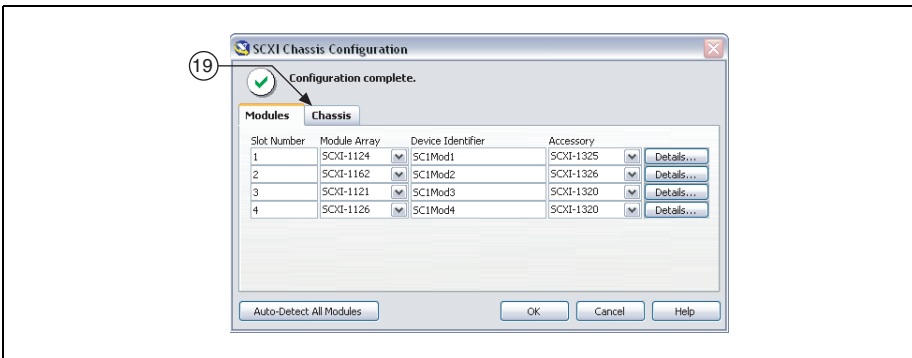 SCXI Chassis Configuration
19
Configuration complete.
Modules Chassis
Slot Number Module Array Device Identifier Accessory
1 SCXI-1124 SC1Mod1 SCXI-1325 Details...
2 SCXI-1162 SC1Mod2 SCXI-1326 Details...
3 SCXI-1121 SC1Mod3 SCXI-1320 Details...
4 SCXI-1126 SC1Mod4 SCXI-1320 Details...
Auto-Detect All Modules OK Cancel Help